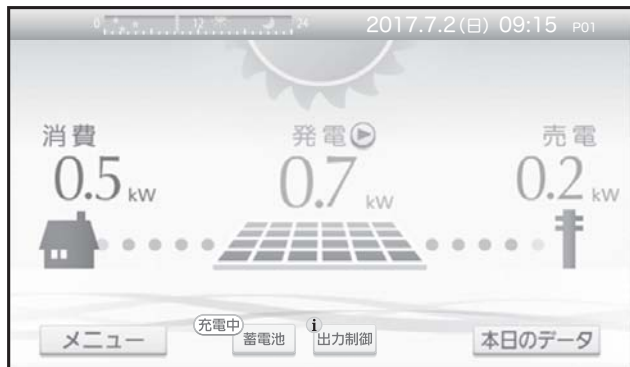 0 12 24 2017.7.2(日) 09:15 P01
消費 発電 売電
0.5 kW 0.7 kW 0.2 kW
充電中 i
メニュー 蓄電池 出力制御 本日のデータ